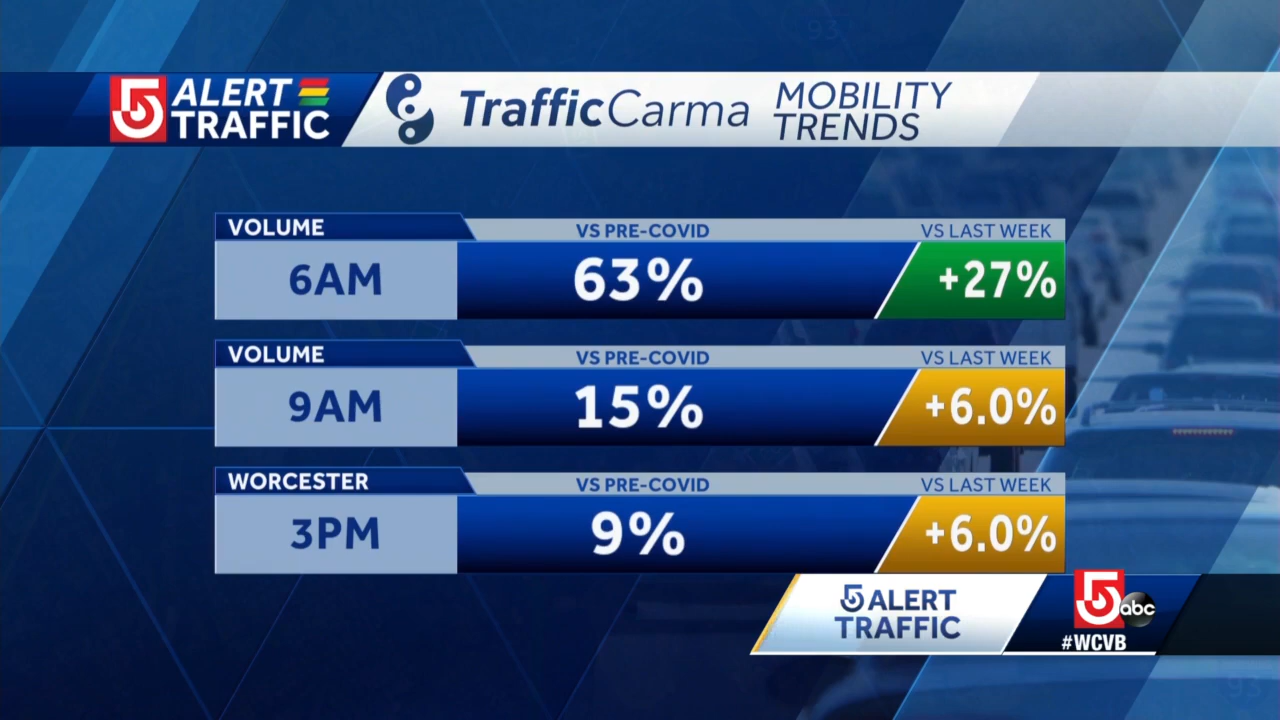 93
5 ALERT
TRAFFIC
TrafficCarma
MOBILITY
TRENDS
VOLUME VS PRE-COVID VS LAST WEEK
6AM 63% +27%
VOLUME VS PRE-COVID VS LAST WEEK
9AM 15% +6.0%
WORCESTER VS PRE-COVID VS LAST WEEK
3PM 9% +6.0%
5 ALERT
TRAFFIC
5 abc
#WCVB
93